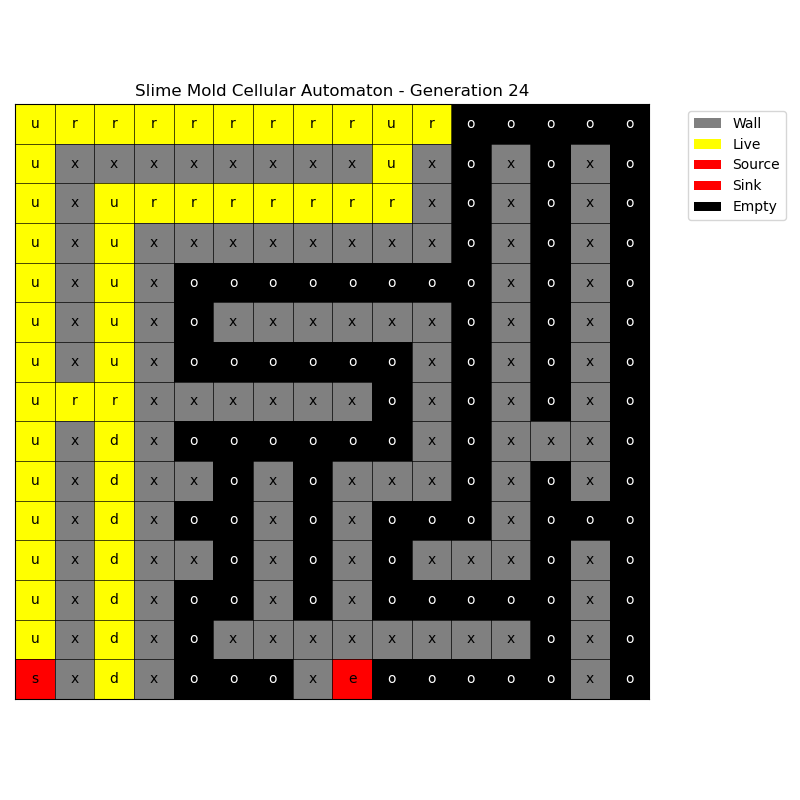 Slime Mold Cellular Automaton - Generation 24
u r r r r r r r r u r o o o o o
u x x x x x x x x u x o x o x o
u x u r r r r r r r x o x o x o
u x u x x x x x x x x o x o x o
u x u x o o o o o o o o x o x o
u x u x o x x x x x x o x o x o
u x u x o o o o o o x o x o x o
u r r x x x x x x o x o x o x o
u x d x o o o o o o x o x x x o
u x d x x o x o x x x o x o x o
u x d x o o x o x o o o x o o o
u x d x x o x o x o x x x o x o
u x d x o o x o x o o o o o x o
u x d x o x x x x x x x x o x o
s x d x o o o x e o o o o o x o
Wall
Live
Source
Sink
Empty